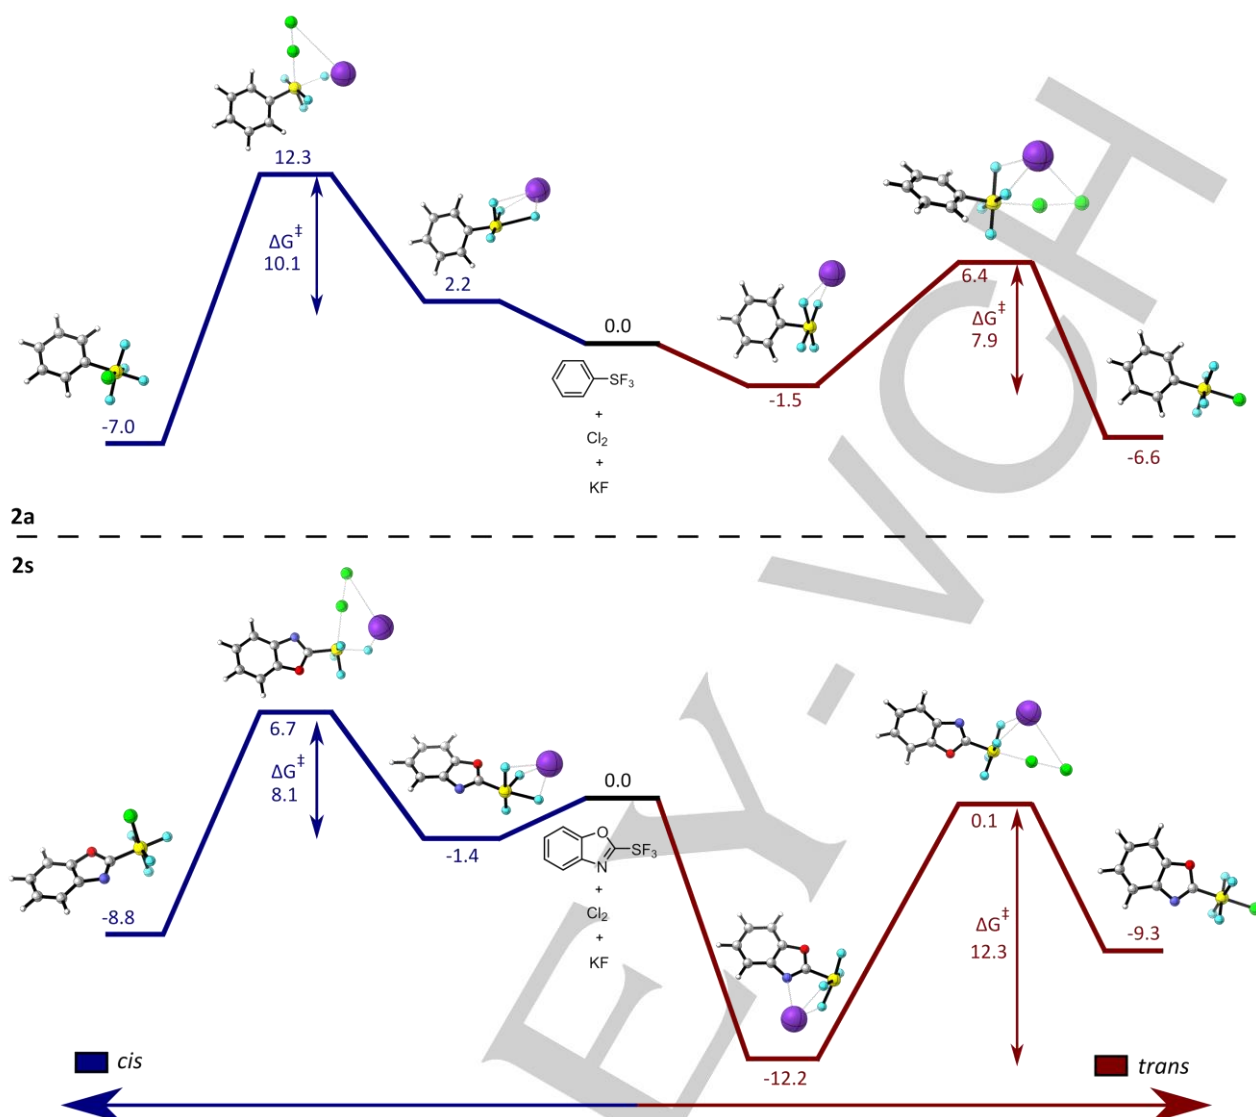 12.3
ΔG‡
10.1
2.2
6.4
ΔG‡
7.9
0.0
SF3
+
Cl2
+
KF
-1.5
-7.0
-6.6
2a
2s
6.7
ΔG‡
8.1
0.0
0.1
-1.4
O
SF3
N
+
Cl2
+
KF
ΔG‡
12.3
-8.8
-9.3
-12.2
cis
trans
EY-VCH